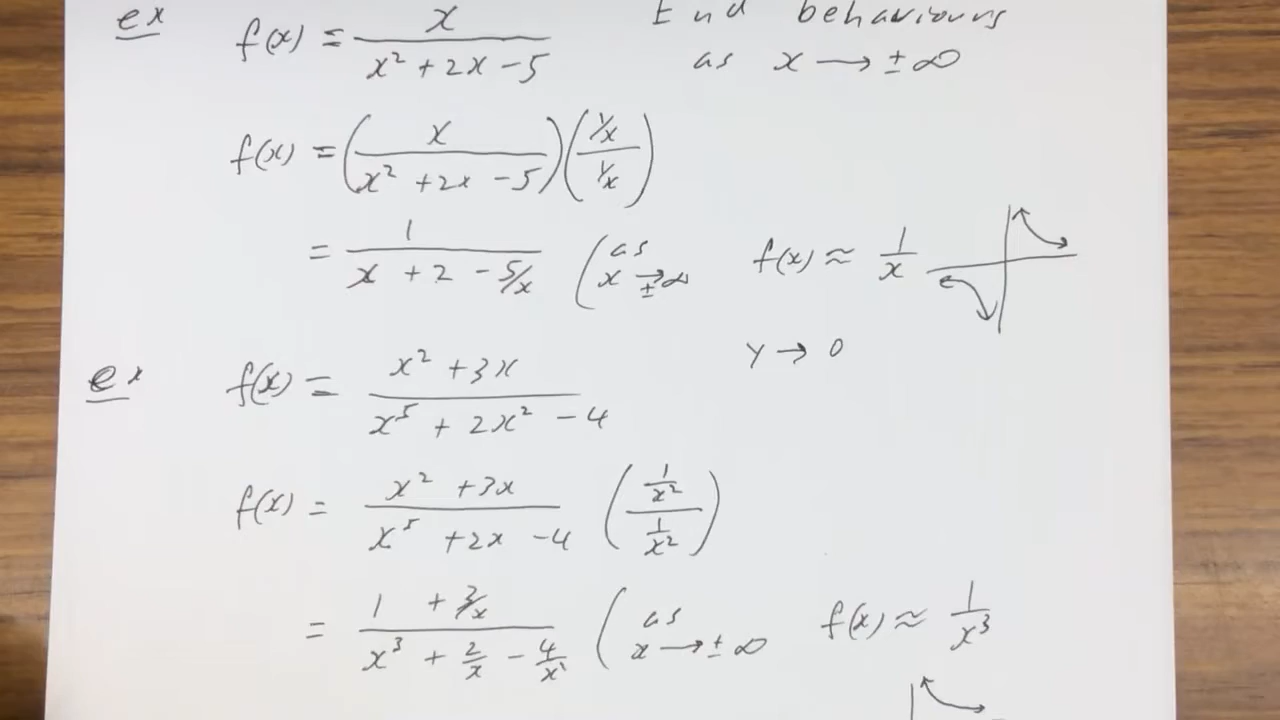 ex f(x) = x / (x² + 2x - 5) End behaviours
as x → ±∞
f(x) = (x / (x² + 2x - 5)) ((1/x) / (1/x))
= 1 / (x + 2 - 5/x) (as x → ±∞ f(x) ≈ 1/x
y → 0
ex f(x) = (x² + 3x) / (x⁵ + 2x² - 4)
f(x) = (x² + 3x) / (x⁵ + 2x - 4) ((1/x²) / (1/x²))
= (1 + 3/x) / (x³ + 2/x - 4/x²) (as x → ±∞ f(x) ≈ 1/x³